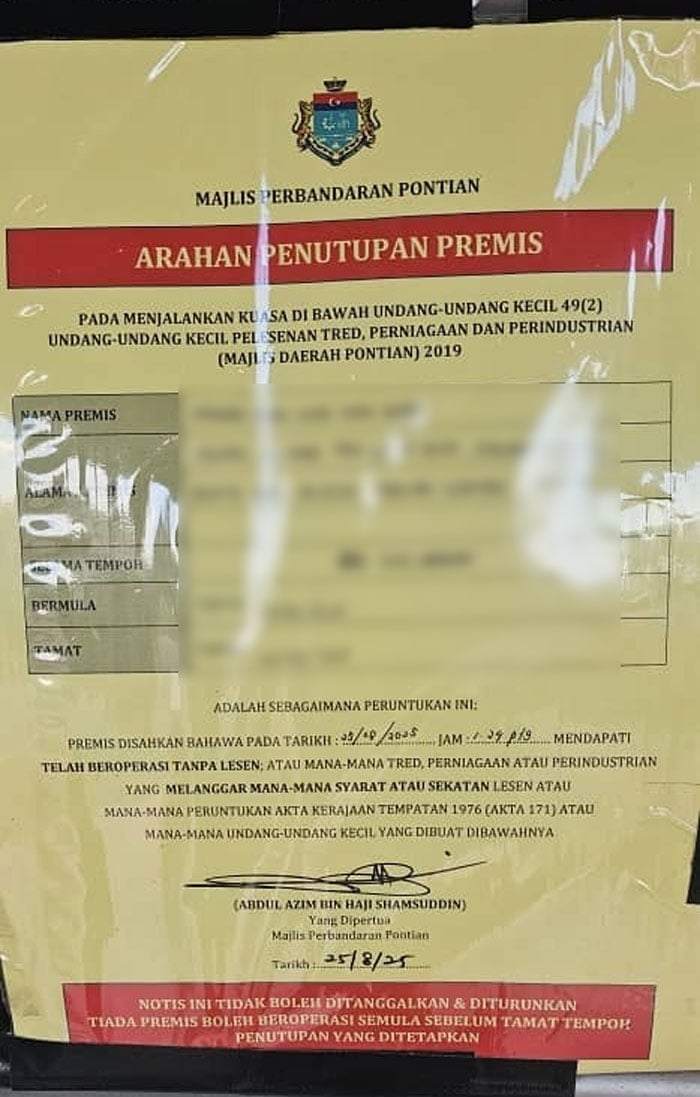 MAJLIS PERBANDARAN PONTIAN
ARAHAN PENUTUPAN PREMIS
PADA MENJALANKAN KUASA DI BAWAH UNDANG-UNDANG KECIL 49(2)
UNDANG-UNDANG KECIL PELESENAN TRED, PERNIAGAAN DAN PERINDUSTRIAN
(MAJLIS DAERAH PONTIAN) 2019
NAMA PREMIS
ALAMAT
TEMPOH
BERMULA
TAMAT
ADALAH SEBAGAIMANA PERUNTUKAN INI;
PREMIS DISAHKAN BAHAWA PADA TARIKH : 25/08/2025 JAM : MENDAPATI
TELAH BEROPERASI TANPA LESEN; ATAU MANA-MANA TRED, PERNIAGAAN ATAU PERINDUSTRIAN
YANG MELANGGAR MANA-MANA SYARAT ATAU SEKATAN LESEN ATAU
MANA-MANA PERUNTUKAN AKTA KERAJAAN TEMPATAN 1976 (AKTA 171) ATAU
MANA-MANA UNDANG-UNDANG KECIL YANG DIBUAT DIBAWAHNYA
(ABDUL AZIM BIN HAJI SHAMSUDDIN)
Yang Dipertua
Majlis Perbandaran Pontian
Tarikh : 25/8/25
NOTIS INI TIDAK BOLEH DITANGGALKAN & DITURUNKAN
TIADA PREMIS BOLEH BEROPERASI SEMULA SEBELUM TAMAT TEMPOH
PENUTUPAN YANG DITETAPKAN